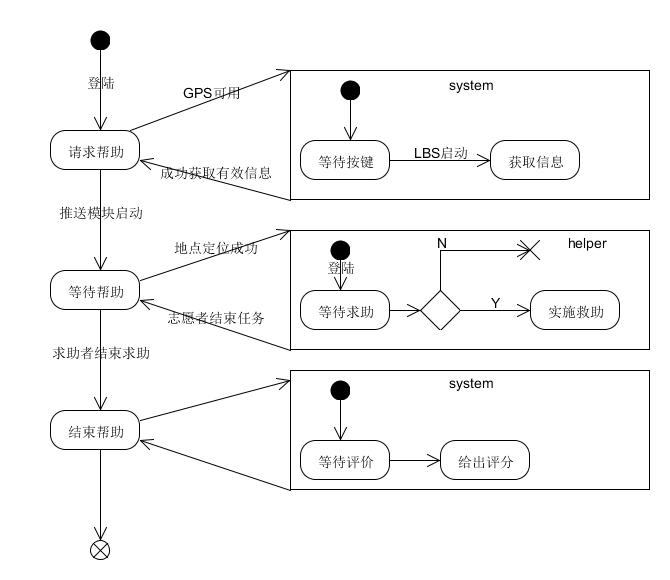 登陆
GPS可用
system
请求帮助
等待按键
LBS启动
获取信息
成功获取有效信息
推送模块启动
地点定位成功
N
helper
登陆
等待帮助
等待求助
Y
实施救助
志愿者结束任务
求助者结束求助
system
结束帮助
等待评价
给出评分